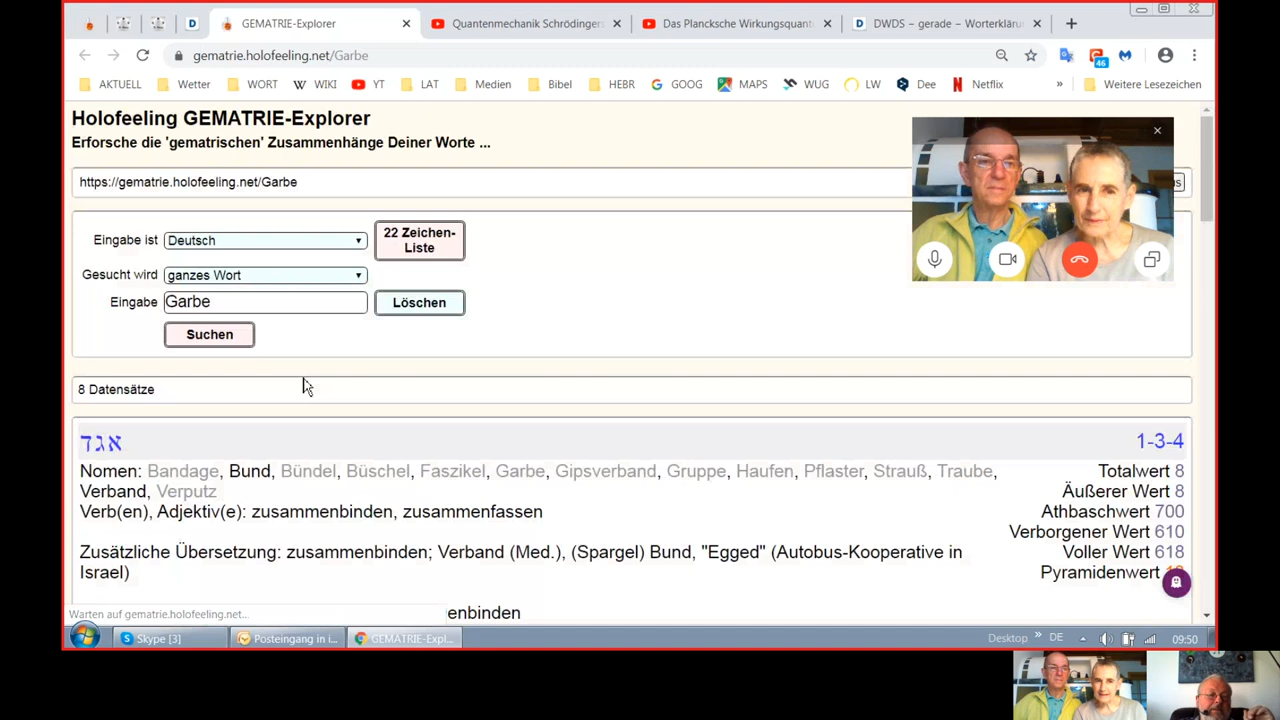 GEMATRIE-Explorer
Quantenmechanik Schrödingers
Das Plancksche Wirkungsquant
DWDS – gerade – Worterkläru
gematrie.holofeeling.net/Garbe
46
AKTUELL Wetter WORT WIKI YT LAT Medien Bibel HEBR GOOG MAPS WUG LW Dee Netflix » Weitere Lesezeichen
Holofeeling GEMATRIE-Explorer
Erforsche die 'gematrischen' Zusammenhänge Deiner Worte ...
https://gematrie.holofeeling.net/Garbe
Eingabe ist Deutsch
22 Zeichen-
Liste
Gesucht wird ganzes Wort
Eingabe Garbe Löschen
Suchen
8 Datensätze
אגד 1-3-4
Nomen: Bandage, Bund, Bündel, Büschel, Faszikel, Garbe, Gipsverband, Gruppe, Haufen, Pflaster, Strauß, Traube,
Verband, Verputz
Verb(en), Adjektiv(e): zusammenbinden, zusammenfassen
Zusätzliche Übersetzung: zusammenbinden; Verband (Med.), (Spargel) Bund, "Egged" (Autobus-Kooperative in
Israel)
Totalwert 8
Äußerer Wert 8
Athbaschwert 700
Verborgener Wert 610
Voller Wert 618
Pyramidenwert
Warten auf gematrie.holofeeling.net...
enbinden
Skype [3] Posteingang in i... GEMATRIE-Expl... Desktop » DE 09:50